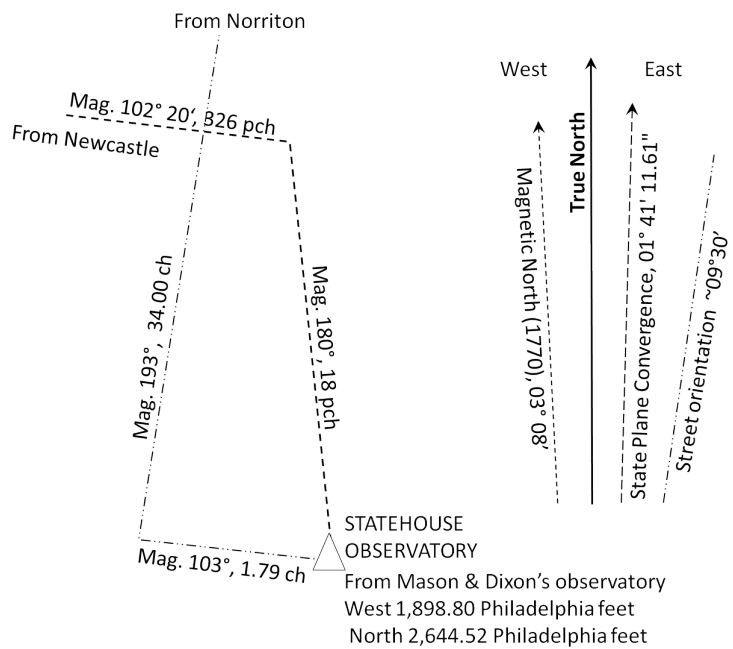 From Norriton
Mag. 102° 20‘, 326 pch
From Newcastle
Mag. 193°, 34.00 ch
Mag. 180°, 18 pch
Mag. 103°, 1.79 ch
STATEHOUSE
OBSERVATORY
From Mason & Dixon’s observatory
West 1,898.80 Philadelphia feet
North 2,644.52 Philadelphia feet
West
East
Magnetic North (1770), 03° 08’
True North
State Plane Convergence, 01° 41' 11.61"
Street orientation ~09°30’